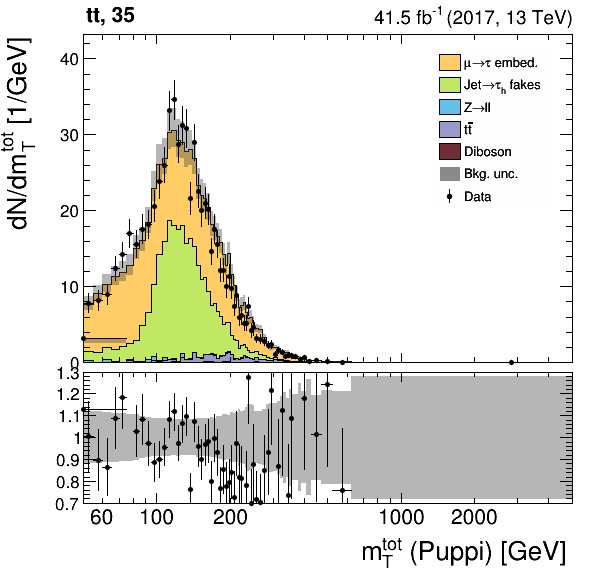 tt, 35
41.5 fb⁻¹ (2017, 13 TeV)
dN/dm_T^tot [1/GeV]
40
30
20
10
0
μ→τ embed.
Jet→τ_h fakes
Z→ll
tt̄
Diboson
Bkg. unc.
Data
1.3
1.2
1.1
1
0.9
0.8
0.7
60 100 200 1000 2000
m_T^tot (Puppi) [GeV]